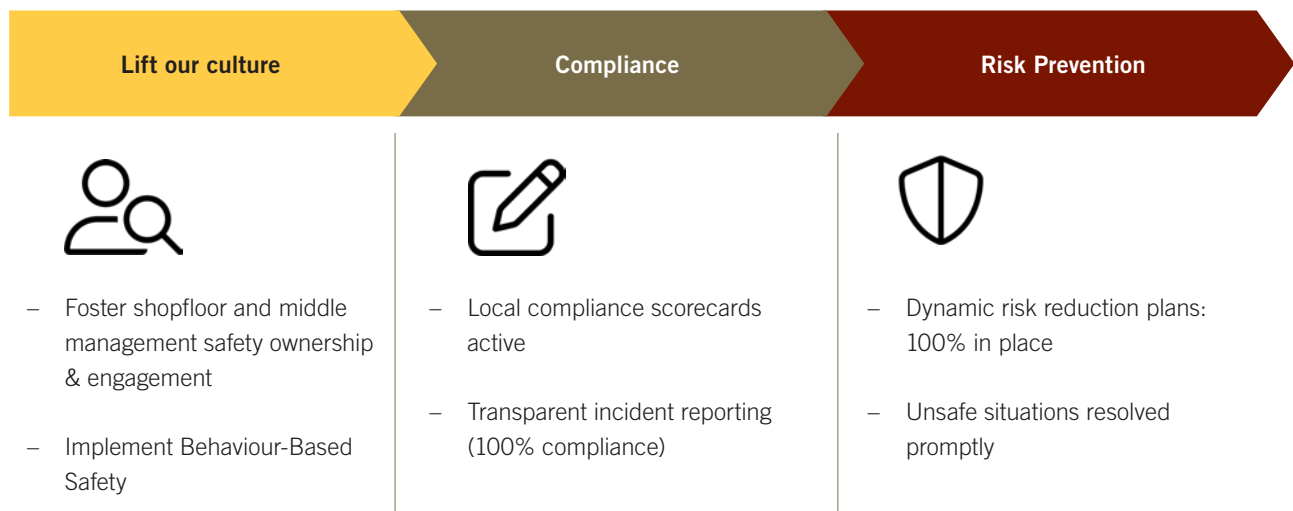 Lift our culture
Compliance
Risk Prevention
– Foster shopfloor and middle
management safety ownership
& engagement
– Implement Behaviour-Based
Safety
– Local compliance scorecards
active
– Transparent incident reporting
(100% compliance)
– Dynamic risk reduction plans:
100% in place
– Unsafe situations resolved
promptly